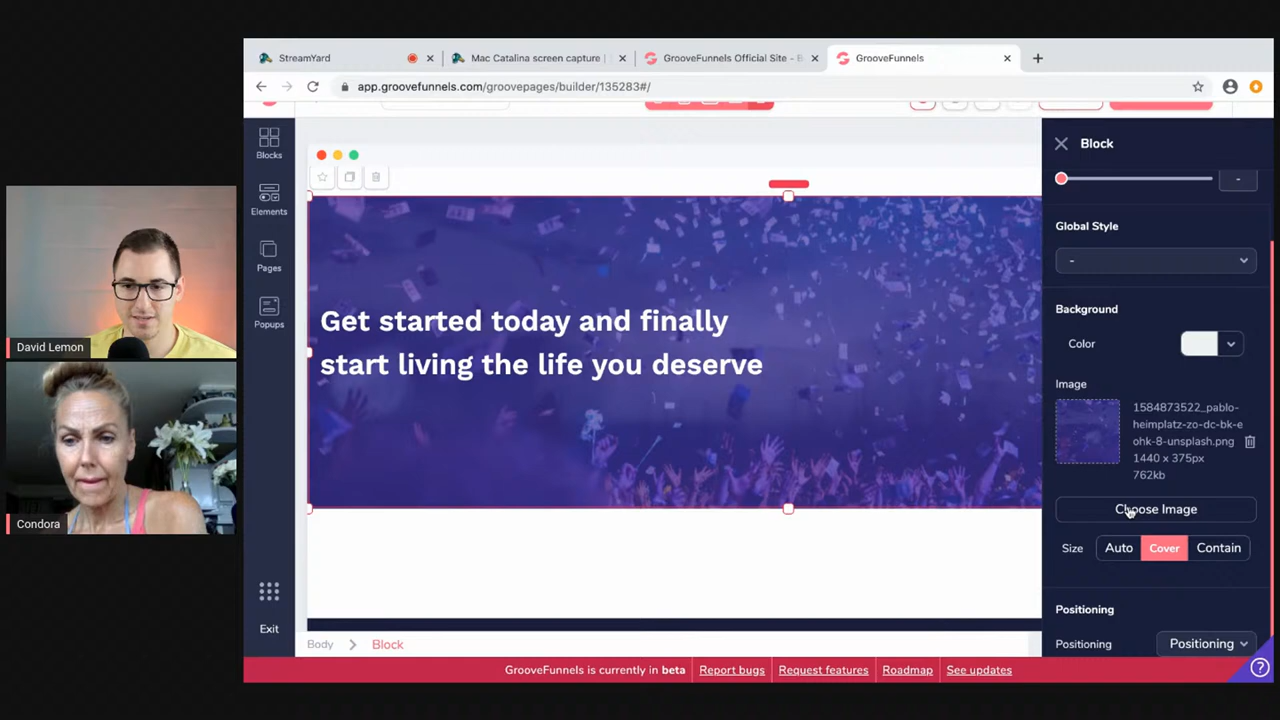 StreamYard
Mac Catalina screen capture |
GrooveFunnels Official Site - B
GrooveFunnels
app.groovefunnels.com/groovepages/builder/135283#/
Blocks
Elements
Pages
Popups
Exit
Get started today and finally
start living the life you deserve
Block
-
Global Style
-
Background
Color
Image
1584873522_pablo-
heimplatz-zo-dc-bk-e
ohk-8-unsplash.png
1440 x 375px
762kb
Choose Image
Size
Auto
Cover
Contain
Positioning
Positioning
Positioning
Body
Block
GrooveFunnels is currently in beta
Report bugs
Request features
Roadmap
See updates
?
David Lemon
Condora